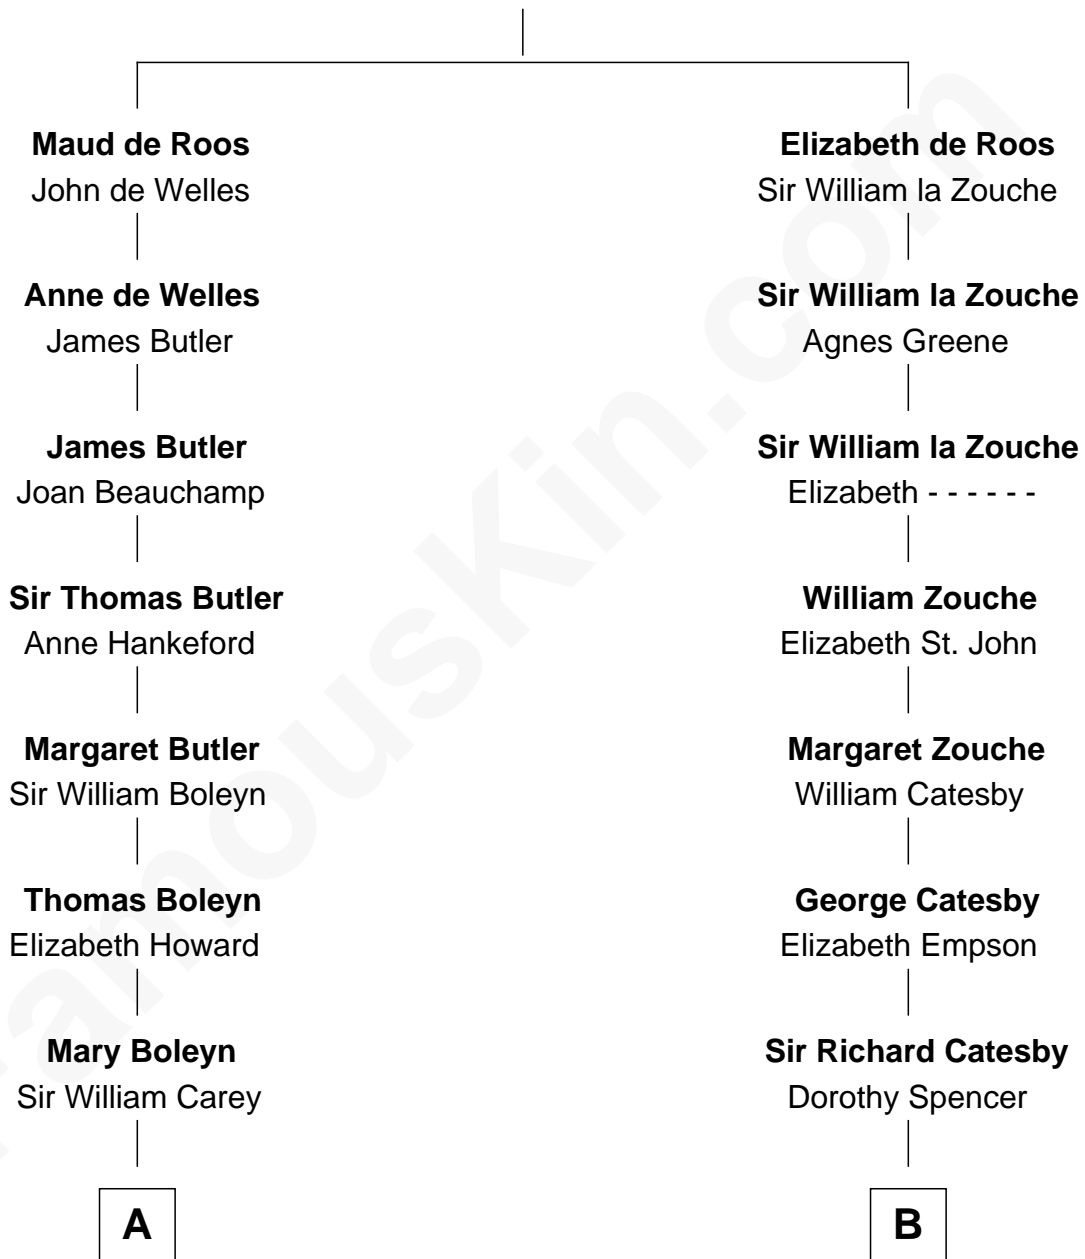 Maud de Roos
John de Welles
Elizabeth de Roos
Sir William la Zouche
Anne de Welles
James Butler
Sir William la Zouche
Agnes Greene
James Butler
Joan Beauchamp
Sir William la Zouche
Elizabeth - - - - - -
Sir Thomas Butler
Anne Hankeford
William Zouche
Elizabeth St. John
Margaret Butler
Sir William Boleyn
Margaret Zouche
William Catesby
Thomas Boleyn
Elizabeth Howard
George Catesby
Elizabeth Empson
Mary Boleyn
Sir William Carey
Sir Richard Catesby
Dorothy Spencer
A
B
FamousKin.com